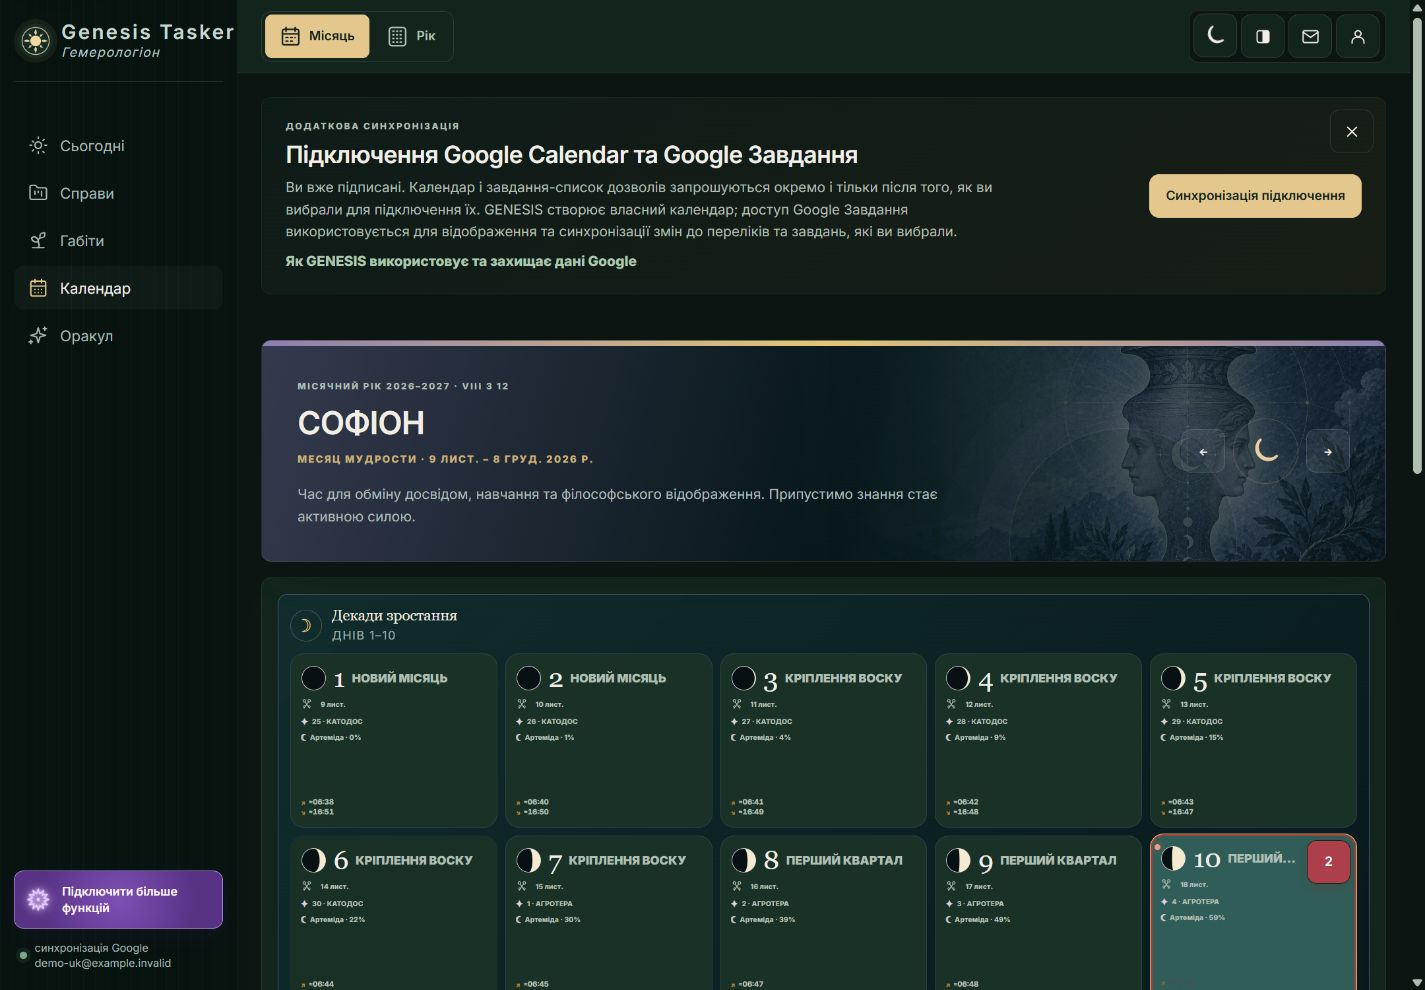 Genesis Tasker
Гемерологіон
Місяць
Рік
Сьогодні
Справи
Габіти
Календар
Оракул
ДОДАТКОВА СИНХРОНІЗАЦІЯ
Підключення Google Calendar та Google Завдання
Ви вже підписані. Календар і завдання-список дозволів запрошуються окремо і тільки після того, як ви
вибрали для підключення їх. GENESIS створює власний календар; доступ Google Завдання
використовується для відображення та синхронізації змін до переліків та завдань, які ви вибрали.
Як GENESIS використовує та захищає дані Google
Синхронізація підключення
МІСЯЧНИЙ РІК 2026–2027 · VIII З 12
СОФІОН
МЕСЯЦ МУДРОСТИ · 9 ЛИСТ. – 8 ГРУД. 2026 Р.
Час для обміну досвідом, навчання та філософського відображення. Припустимо знання стає
активною силою.
Декади зростання
ДНІВ 1–10
1 НОВИЙ МІСЯЦЬ
9 лист.
25 · КАТОДОС
Артеміда · 0%
≈06:38
≈16:51
2 НОВИЙ МІСЯЦЬ
10 лист.
26 · КАТОДОС
Артеміда · 1%
≈06:40
≈16:50
3 КРІПЛЕННЯ ВОСКУ
11 лист.
27 · КАТОДОС
Артеміда · 4%
≈06:41
≈16:49
4 КРІПЛЕННЯ ВОСКУ
12 лист.
28 · КАТОДОС
Артеміда · 9%
≈06:42
≈16:48
5 КРІПЛЕННЯ ВОСКУ
13 лист.
29 · КАТОДОС
Артеміда · 15%
≈06:43
≈16:47
6 КРІПЛЕННЯ ВОСКУ
14 лист.
30 · КАТОДОС
Артеміда · 22%
≈06:44
7 КРІПЛЕННЯ ВОСКУ
15 лист.
1 · АГРОТЕРА
Артеміда · 30%
≈06:45
8 ПЕРШИЙ КВАРТАЛ
16 лист.
2 · АГРОТЕРА
Артеміда · 39%
≈06:47
9 ПЕРШИЙ КВАРТАЛ
17 лист.
3 · АГРОТЕРА
Артеміда · 49%
≈06:48
10 ПЕРШИЙ...
2
18 лист.
4 · АГРОТЕРА
Артеміда · 59%
Підключити більше
функцій
синхронізація Google
demo-uk@example.invalid